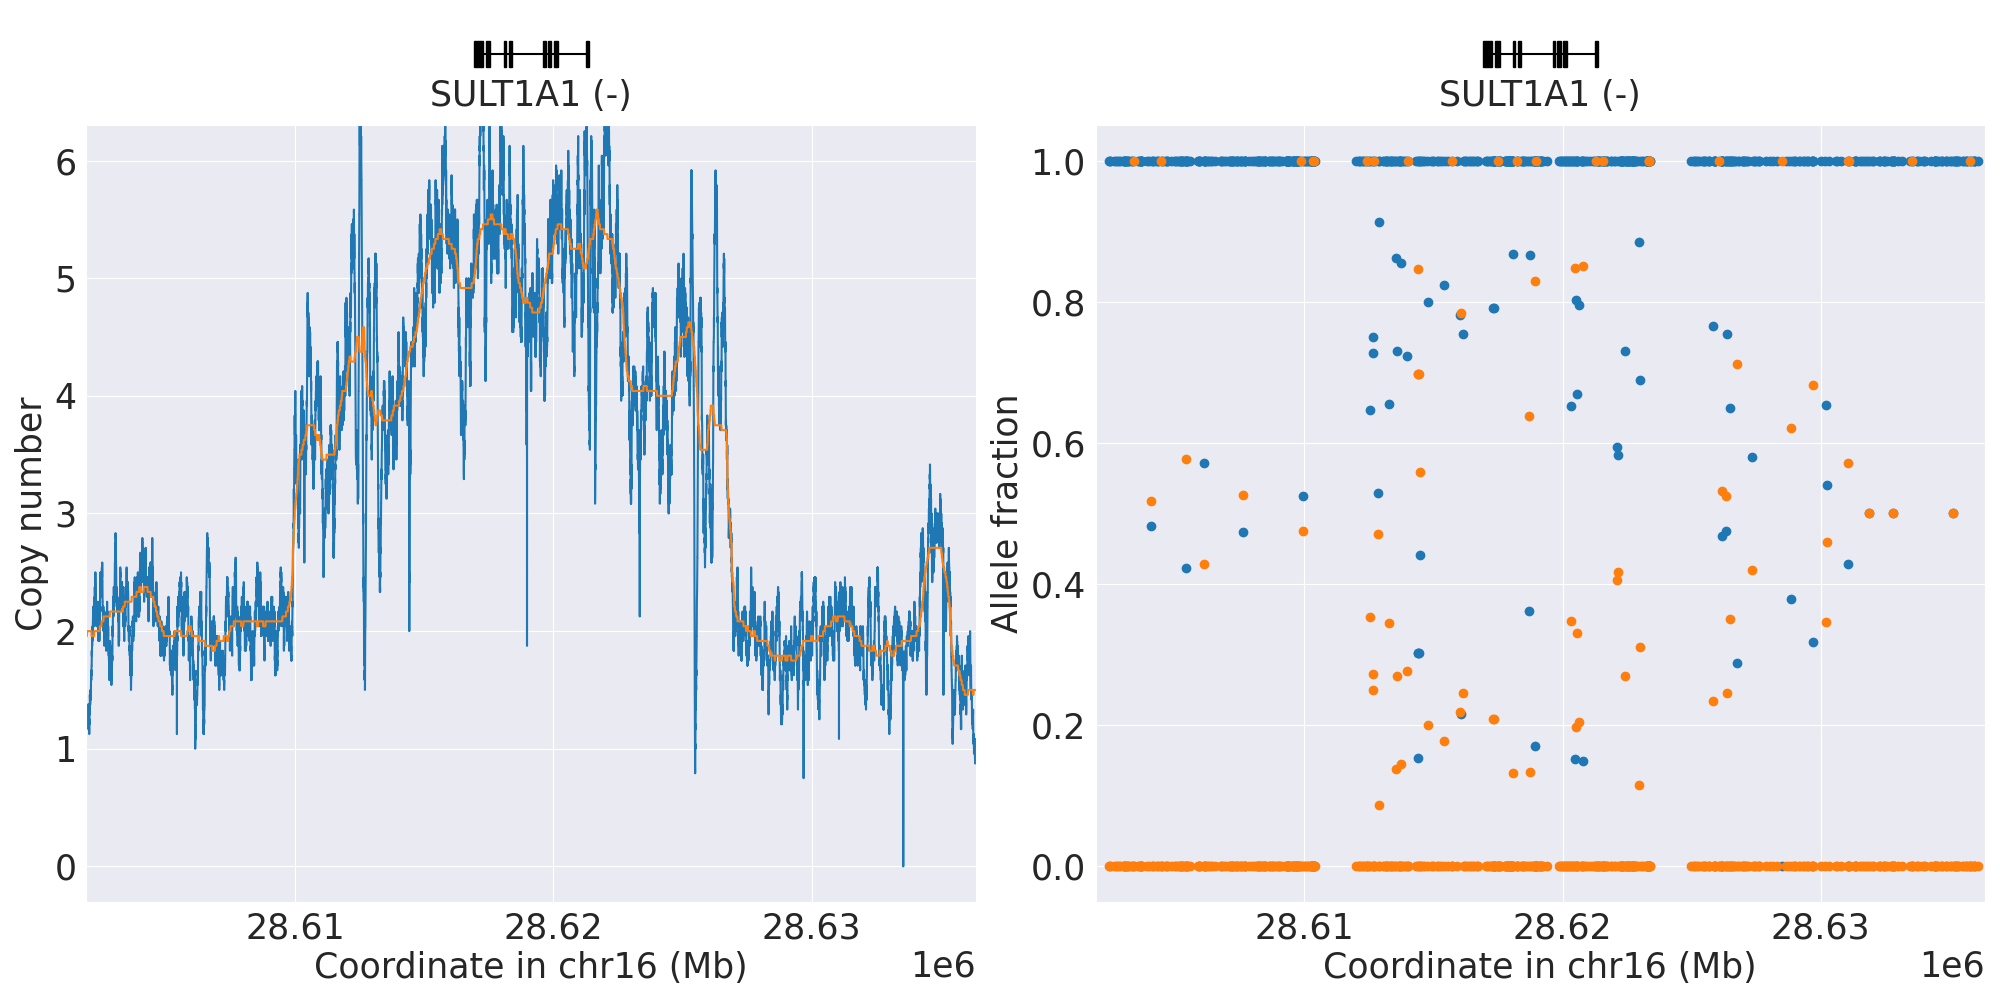 SULT1A1 (-)
Copy number
6
5
4
3
2
1
0
28.61
28.62
28.63
Coordinate in chr16 (Mb)
1e6
SULT1A1 (-)
Allele fraction
1.0
0.8
0.6
0.4
0.2
0.0
28.61
28.62
28.63
Coordinate in chr16 (Mb)
1e6